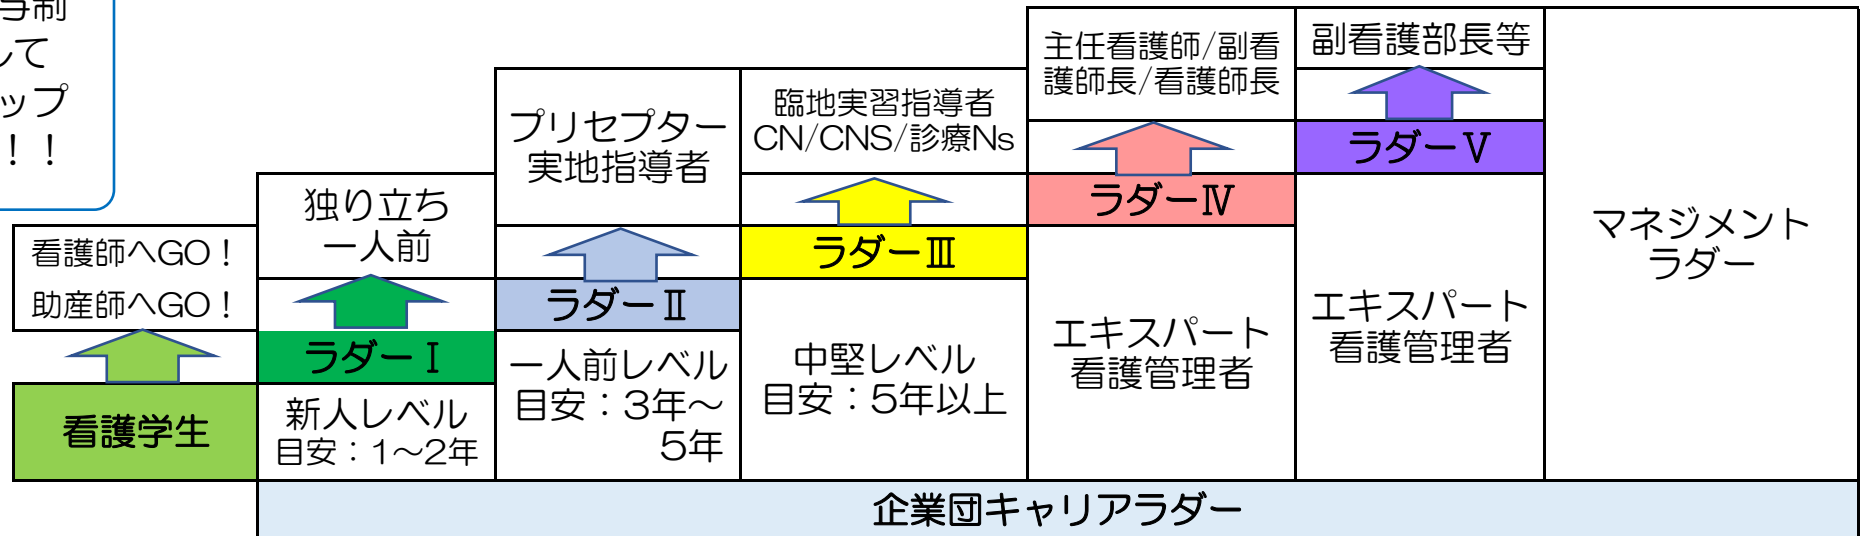 して
ップ
！！
看護師へGO！
助産師へGO！
看護学生
独り立ち
一人前
ラダーⅠ
新人レベル
目安：1～2年
プリセプター
実地指導者
ラダーⅡ
一人前レベル
目安：3年～
5年
臨地実習指導者
CN/CNS/診療Ns
ラダーⅢ
中堅レベル
目安：5年以上
主任看護師/副看
護師長/看護師長
ラダーⅣ
エキスパート
看護管理者
副看護部長等
ラダーⅤ
エキスパート
看護管理者
マネジメント
ラダー
企業団キャリアラダー